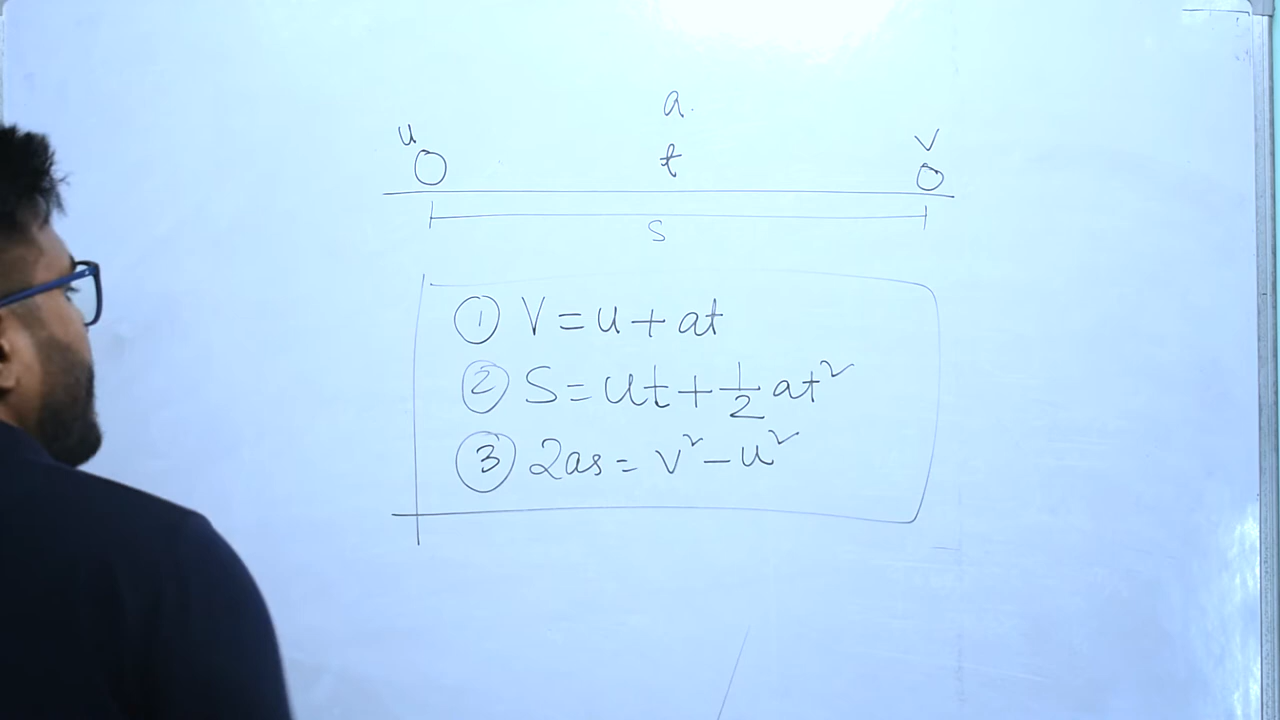 a.
u t v
s
① V = u + at
② S = ut + 1/2 at²
③ 2as = v² - u²